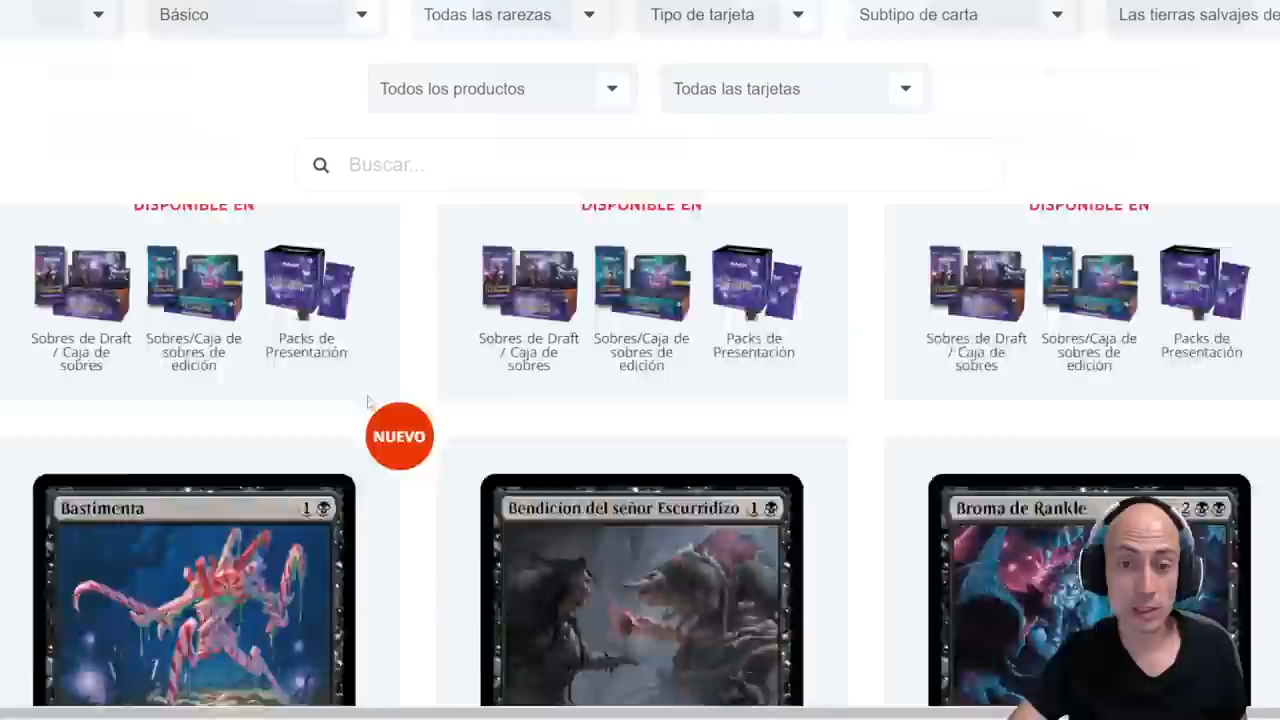 Básico
Todas las rarezas
Tipo de tarjeta
Subtipo de carta
Las tierras salvajes de
Todos los productos
Todas las tarjetas
Buscar...
DISPONIBLE EN
DISPONIBLE EN
DISPONIBLE EN
Sobres de Draft
/ Caja de
sobres
Sobres/Caja de
sobres de
edición
Packs de
Presentación
Sobres de Draft
/ Caja de
sobres
Sobres/Caja de
sobres de
edición
Packs de
Presentación
Sobres de Draft
/ Caja de
sobres
Sobres/Caja de
sobres de
edición
Packs de
Presentación
NUEVO
Bastimenta 1
Bendicion del señor Escurridizo 1
Broma de Rankle 2